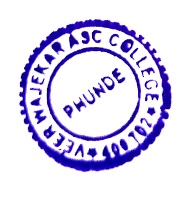 VEER WAJEKAR ASC COLLEGE
★ 400 702 ★
PHUNDE